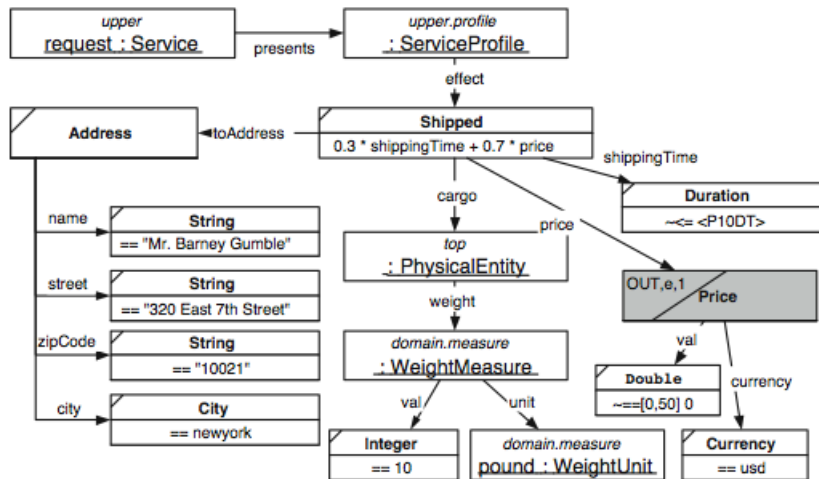 upper
request : Service
presents
upper.profile
: ServiceProfile
effect
Address
toAddress
Shipped
0.3 * shippingTime + 0.7 * price
shippingTime
Duration
~<= <P10DT>
cargo
price
name
String
== "Mr. Barney Gumble"
top
: PhysicalEntity
street
String
== "320 East 7th Street"
weight
OUT,e,1
Price
zipCode
String
== "10021"
domain.measure
: WeightMeasure
val
Double
~==[0,50] 0
currency
city
City
== newyork
val
unit
Integer
== 10
domain.measure
pound : WeightUnit
Currency
== usd